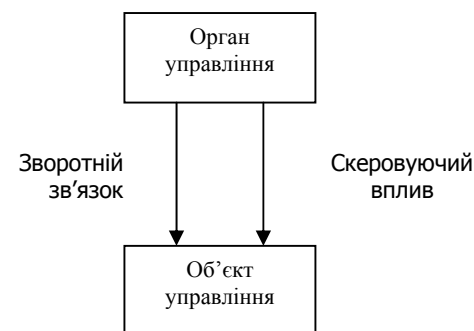 Орган
управління
Зворотній
зв’язок
Скеровуючий
вплив
Об’єкт
управління